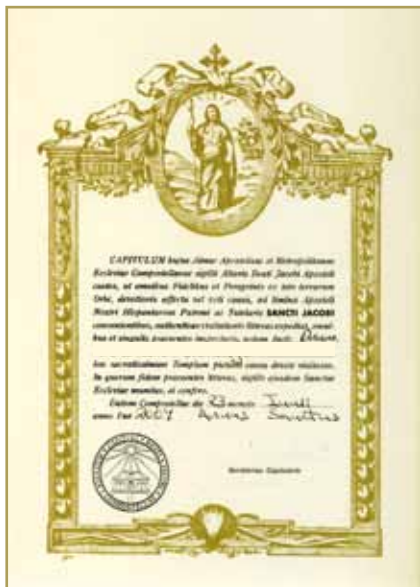 CAPITULUM hujus Almae Apostolicae et Metropolitanae
Ecclesiae Compostellanae sigilli Altaris Beati Jacobi Apostoli
custos, ut omnibus Fidelibus et Peregrinis ex toto terrarum
Orbe, devotionis affectu vel voti causa, ad limina Apostoli
Nostri Hispaniarum Patroni ac Tutelaris SANCTI JACOBI
convenientibus, authenticas visitationis litteras expediat, omni-
bus et singulis praesentes inspecturis, notum facit:
hoc sacratissimum Templum pietatis causa devote visitasse.
In quorum fidem praesentes litteras, sigillo ejusdem Sanctae
Ecclesiae munitas, ei confero.
Datum Compostellae die
anno Dni
Secretarius Capitularis